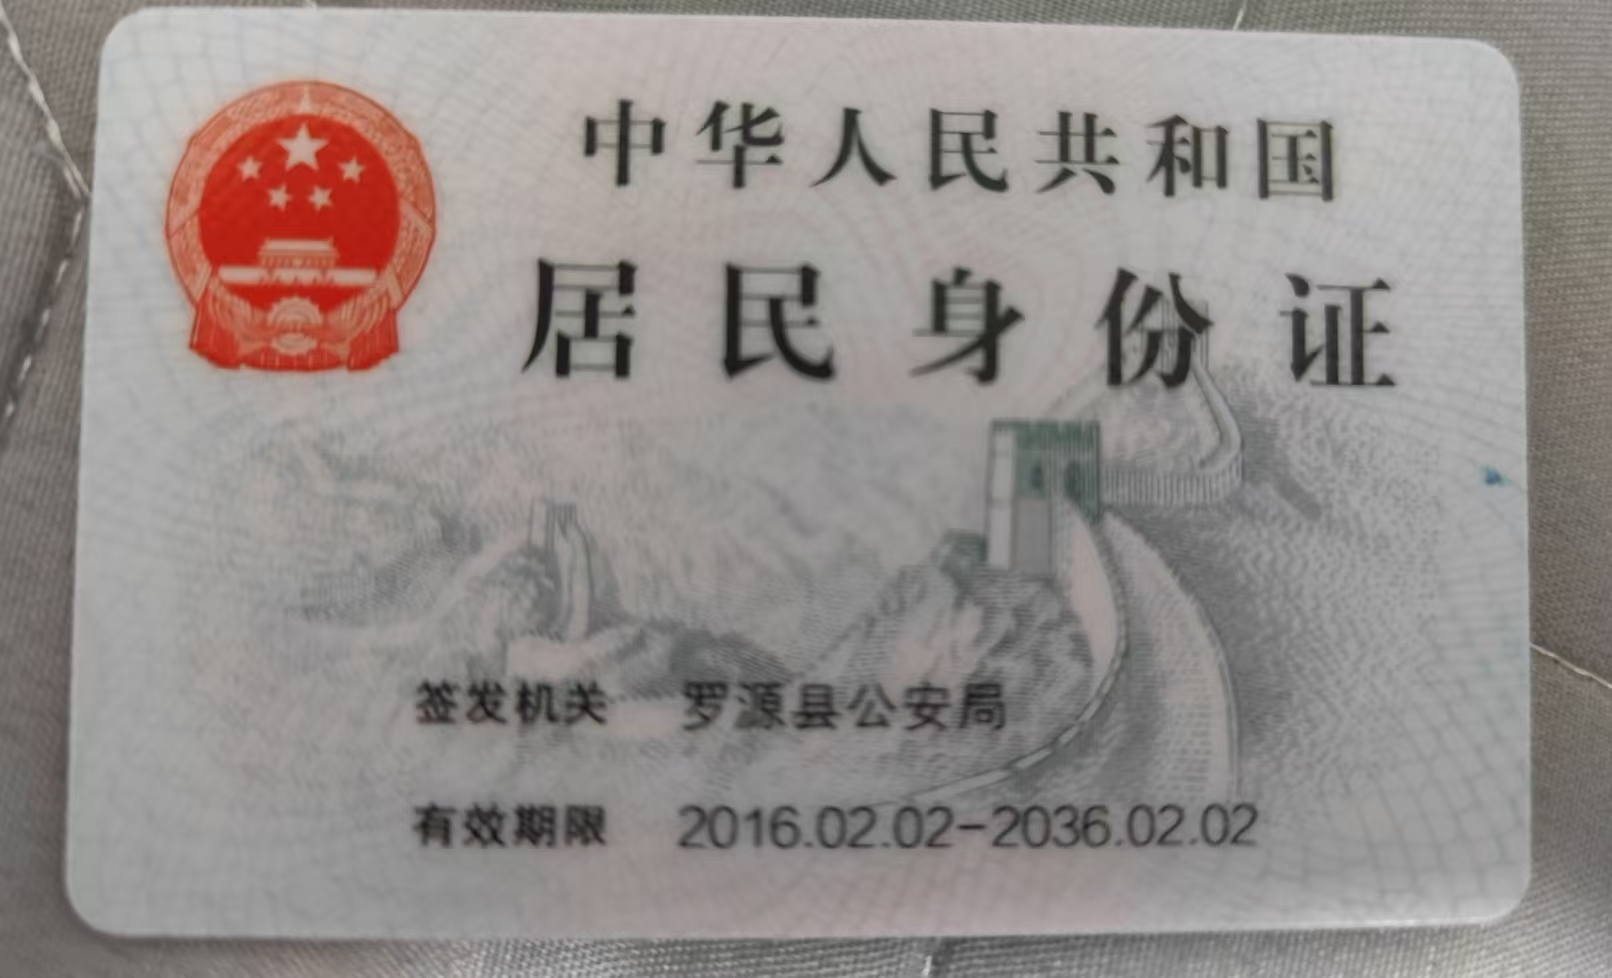 中华人民共和国
居民身份证
签发机关 罗源县公安局
有效期限 2016.02.02-2036.02.02